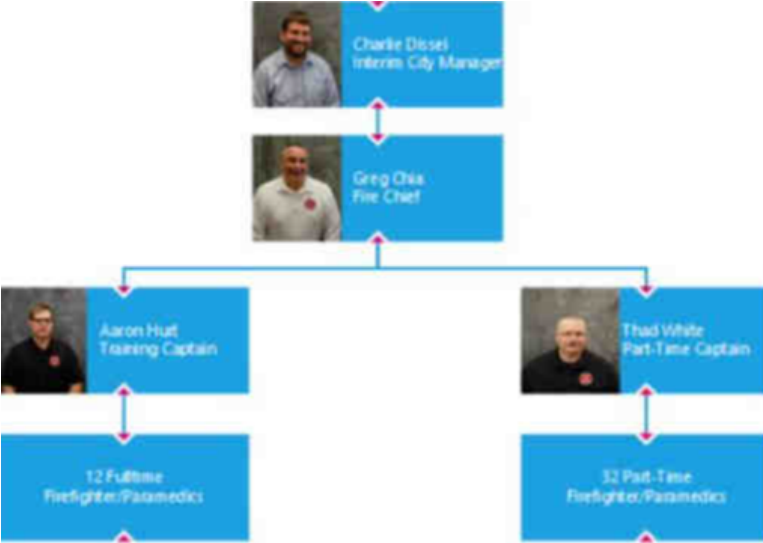 Charlie Dissel
Interim City Manager
Greg Chia
Fire Chief
Aaron Hurt
Training Captain
Thad White
Part-Time Captain
12 Fulltime
Firefighter/Paramedics
32 Part-Time
Firefighter/Paramedics